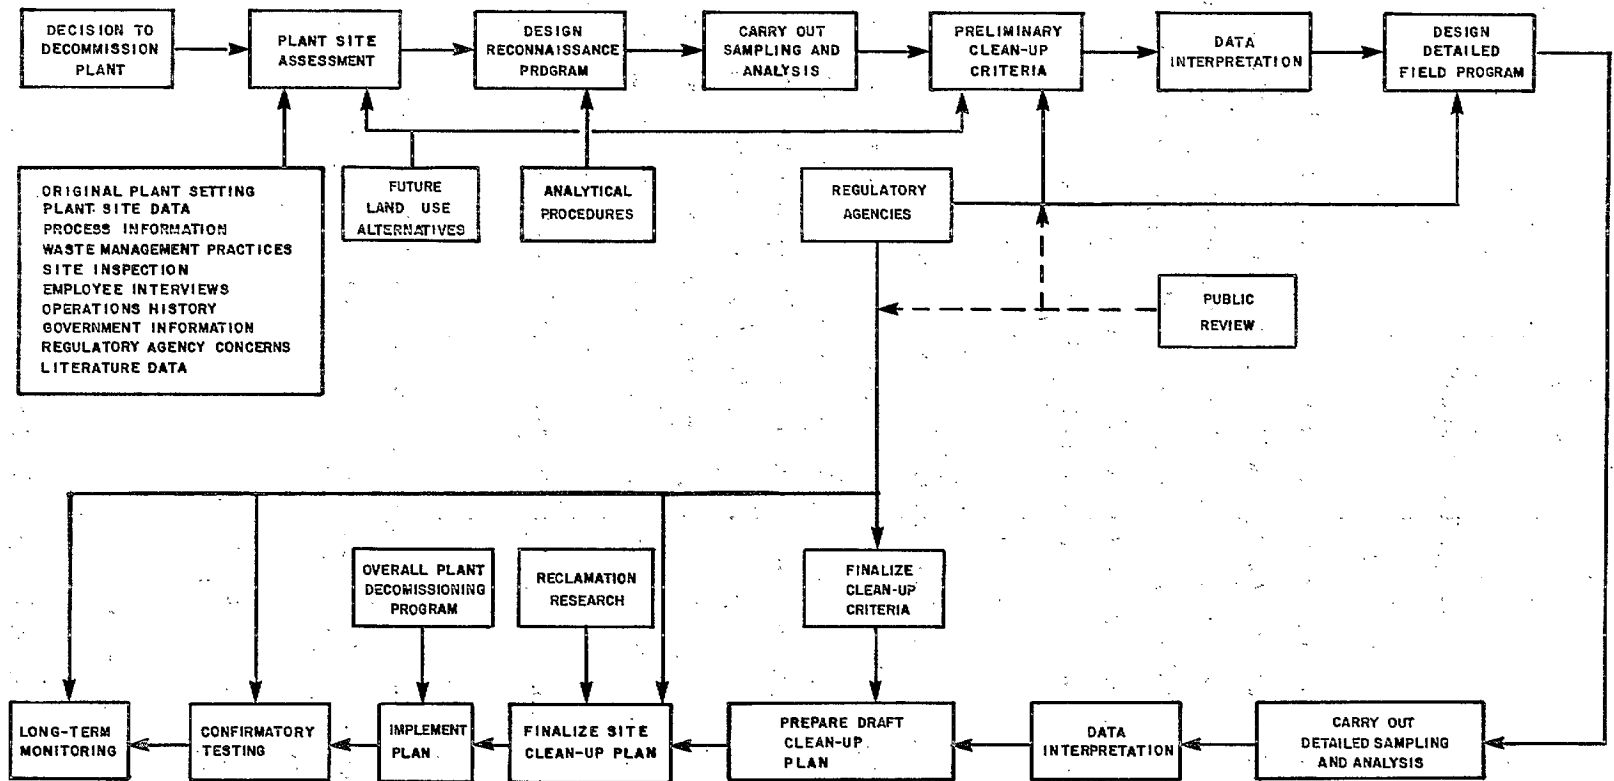 DECISION TO
DECOMMISSION
PLANT
PLANT SITE
ASSESSMENT
DESIGN
RECONNAISSANCE
PRDGRAM
CARRY OUT
SAMPLING AND
ANALYSIS
PRELIMINARY
CLEAN-UP
CRITERIA
DATA
INTERPRETATION
DESIGN
DETAILED
FIELD PROGRAM
ORIGINAL PLANT SETTING
PLANT SITE DATA
PROCESS INFORMATION
WASTE MANAGEMENT PRACTICES
SITE INSPECTION
EMPLOYEE INTERVIEWS
OPERATIONS HISTORY
GOVERNMENT INFORMATION
REGULATORY AGENCY CONCERNS
LITERATURE DATA
FUTURE
LAND USE
ALTERNATIVES
ANALYTICAL
PROCEDURES
REGULATORY
AGENCIES
PUBLIC
REVIEW
OVERALL PLANT
DECOMISSIONING
PROGRAM
RECLAMATION
RESEARCH
FINALIZE
CLEAN-UP
CRITERIA
LONG-TERM
MONITORING
CONFIRMATORY
TESTING
IMPLEMENT
PLAN
FINALIZE SITE
CLEAN-UP PLAN
PREPARE DRAFT
CLEAN-UP
PLAN
DATA
INTERPRETATION
CARRY OUT
DETAILED SAMPLING
AND ANALYSIS